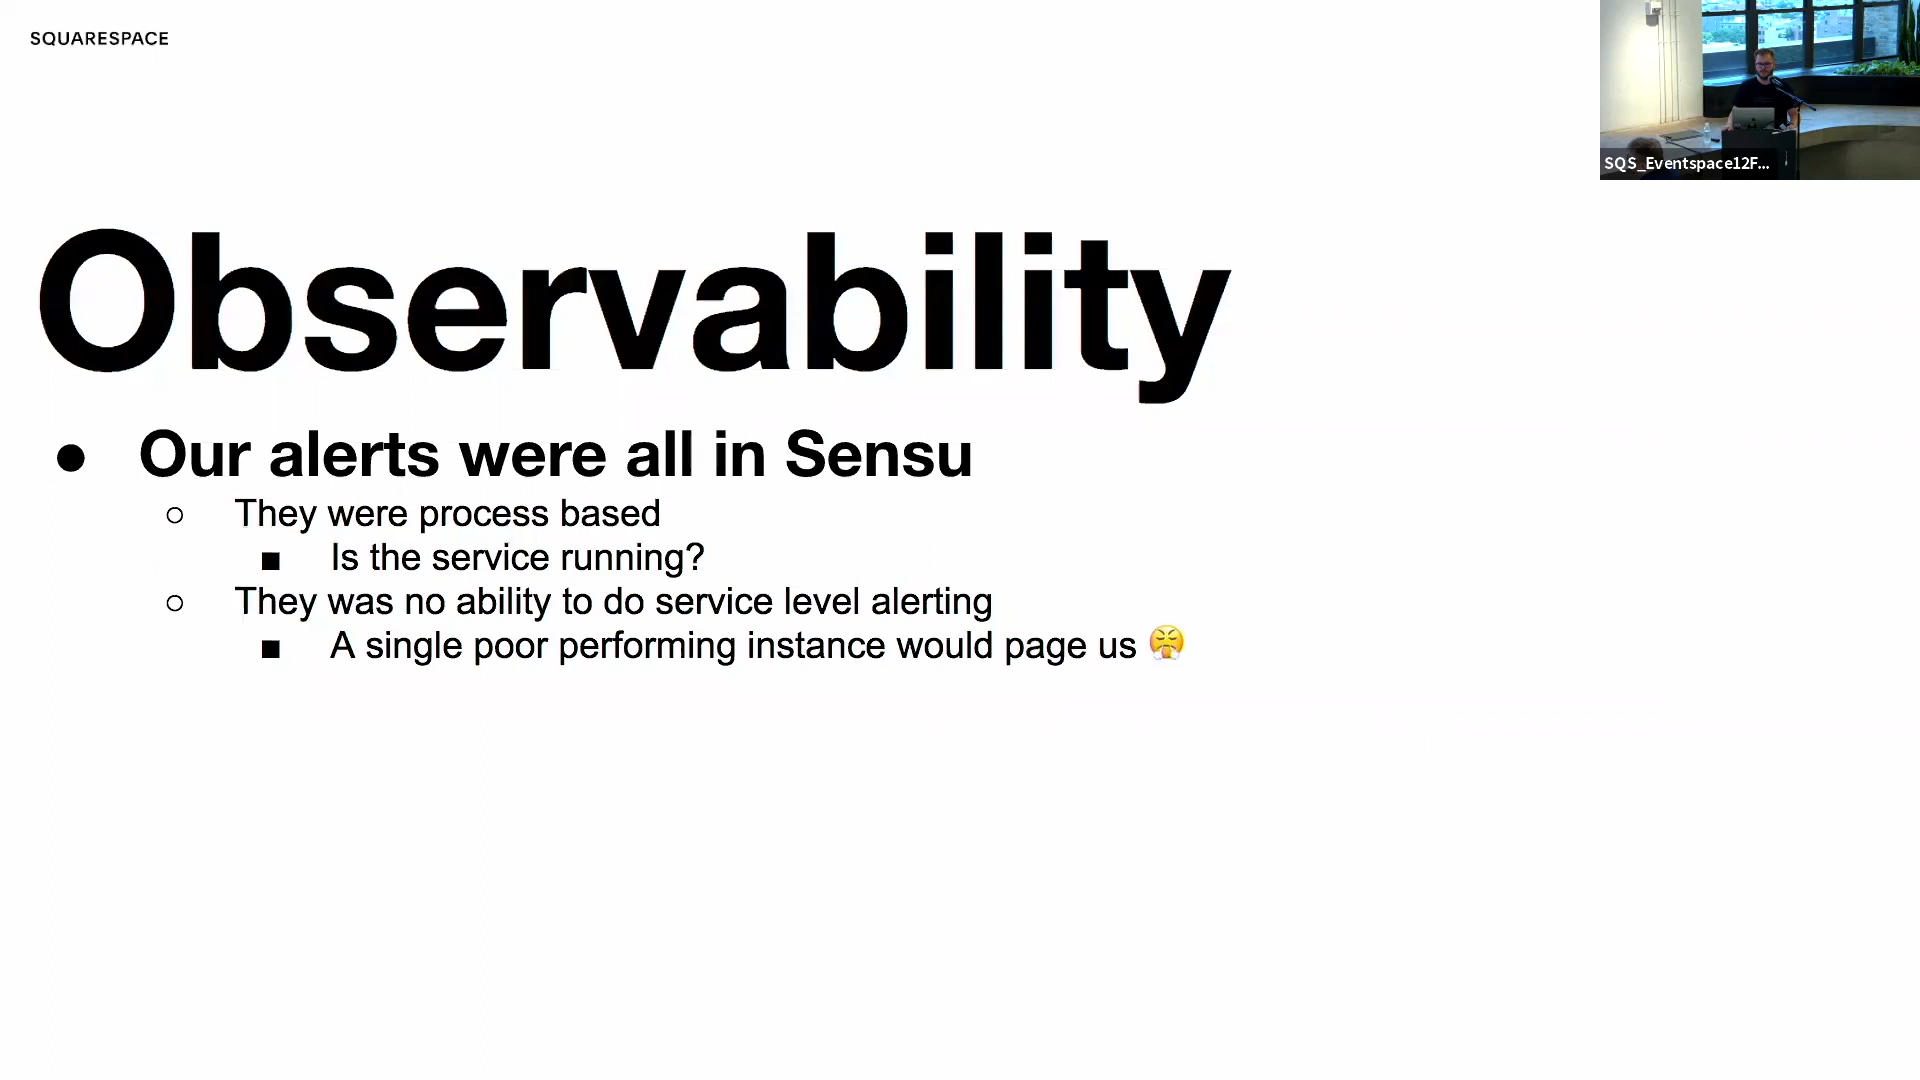 SQUARESPACE
SQS_Eventspace12F...
Observability
● Our alerts were all in Sensu
○ They were process based
■ Is the service running?
○ They was no ability to do service level alerting
■ A single poor performing instance would page us 😤